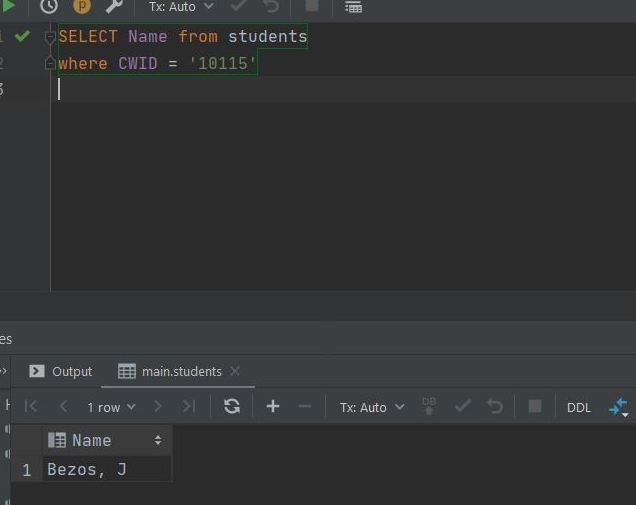 Tx: Auto
1 SELECT Name from students
2 where CWID = '10115'
3
es
Output
main.students
1 row
Tx: Auto
DB
DDL
Name
1 Bezos, J